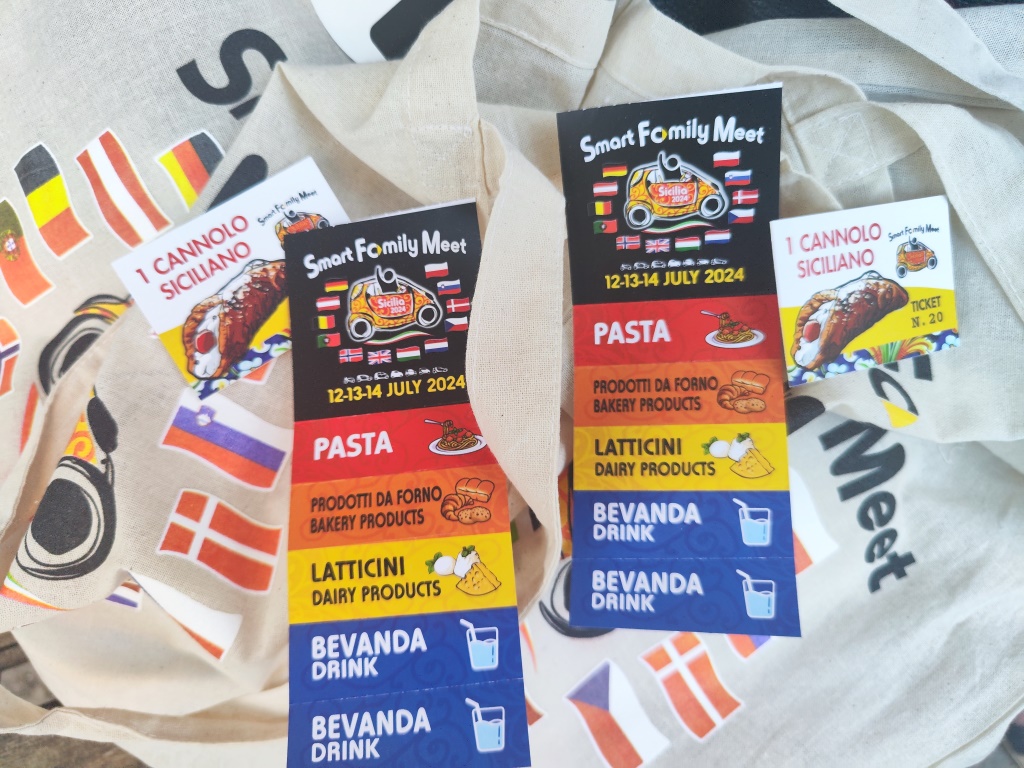 1 CANNOLO
SICILIANO
Smart Family Meet
Smart Family Meet
Sicilia
2024
12-13-14 JULY 2024
PASTA
PRODOTTI DA FORNO
BAKERY PRODUCTS
LATTICINI
DAIRY PRODUCTS
BEVANDA
DRINK
BEVANDA
DRINK
Smart Family Meet
Sicilia
2024
12-13-14 JULY 2024
PASTA
PRODOTTI DA FORNO
BAKERY PRODUCTS
LATTICINI
DAIRY PRODUCTS
BEVANDA
DRINK
BEVANDA
DRINK
1 CANNOLO
SICILIANO
Smart Family Meet
TICKET
N. 20
Meet